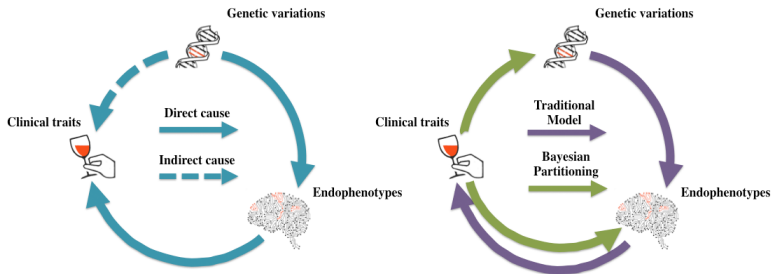 Genetic variations
Clinical traits
Direct cause
Indirect cause
Endophenotypes
Genetic variations
Clinical traits
Traditional
Model
Bayesian
Partitioning
Endophenotypes